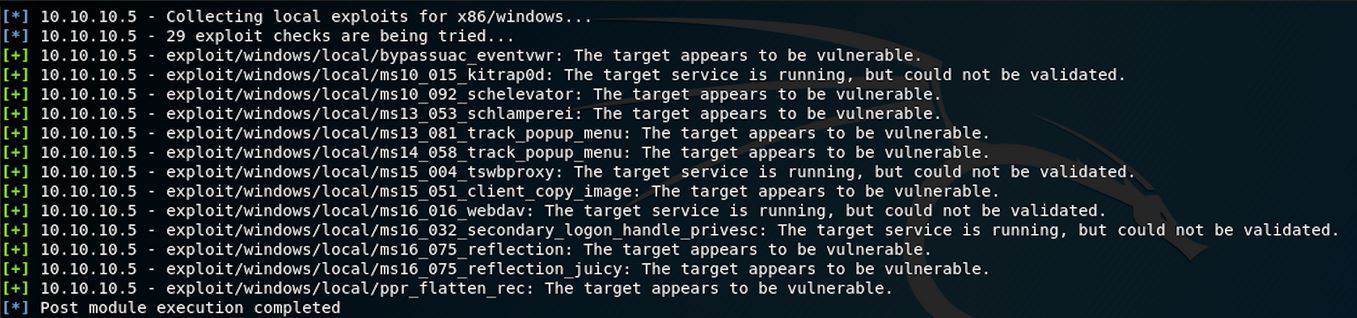 [*] 10.10.10.5 - Collecting local exploits for x86/windows...
[*] 10.10.10.5 - 29 exploit checks are being tried...
[+] 10.10.10.5 - exploit/windows/local/bypassuac_eventvwr: The target appears to be vulnerable.
[+] 10.10.10.5 - exploit/windows/local/ms10_015_kitrap0d: The target service is running, but could not be validated.
[+] 10.10.10.5 - exploit/windows/local/ms10_092_schelevator: The target appears to be vulnerable.
[+] 10.10.10.5 - exploit/windows/local/ms13_053_schlamperei: The target appears to be vulnerable.
[+] 10.10.10.5 - exploit/windows/local/ms13_081_track_popup_menu: The target appears to be vulnerable.
[+] 10.10.10.5 - exploit/windows/local/ms14_058_track_popup_menu: The target appears to be vulnerable.
[+] 10.10.10.5 - exploit/windows/local/ms15_004_tswbproxy: The target service is running, but could not be validated.
[+] 10.10.10.5 - exploit/windows/local/ms15_051_client_copy_image: The target appears to be vulnerable.
[+] 10.10.10.5 - exploit/windows/local/ms16_016_webdav: The target service is running, but could not be validated.
[+] 10.10.10.5 - exploit/windows/local/ms16_032_secondary_logon_handle_privesc: The target service is running, but could not be validated.
[+] 10.10.10.5 - exploit/windows/local/ms16_075_reflection: The target appears to be vulnerable.
[+] 10.10.10.5 - exploit/windows/local/ms16_075_reflection_juicy: The target appears to be vulnerable.
[+] 10.10.10.5 - exploit/windows/local/ppr_flatten_rec: The target appears to be vulnerable.
[*] Post module execution completed